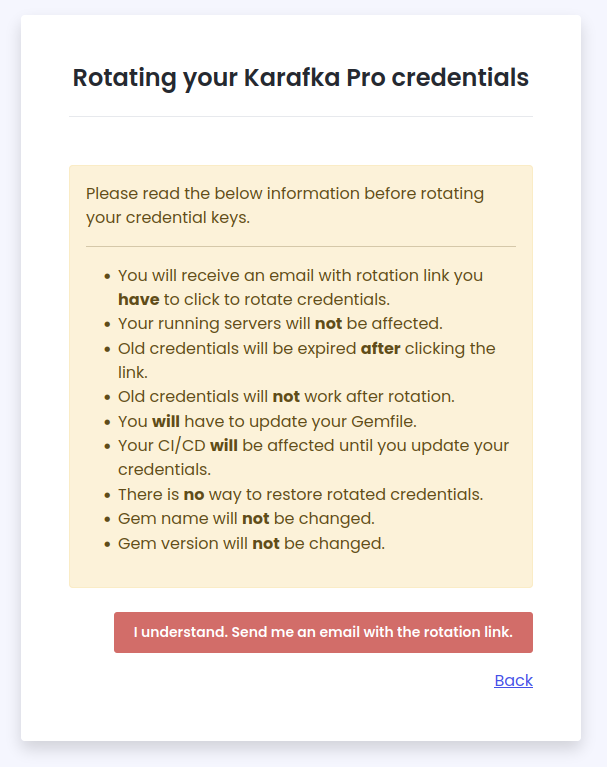 Rotating your Karafka Pro credentials
Please read the below information before rotating
your credential keys.
• You will receive an email with rotation link you
have to click to rotate credentials.
• Your running servers will not be affected.
• Old credentials will be expired after clicking the
link.
• Old credentials will not work after rotation.
• You will have to update your Gemfile.
• Your CI/CD will be affected until you update your
credentials.
• There is no way to restore rotated credentials.
• Gem name will not be changed.
• Gem version will not be changed.
I understand. Send me an email with the rotation link.
Back